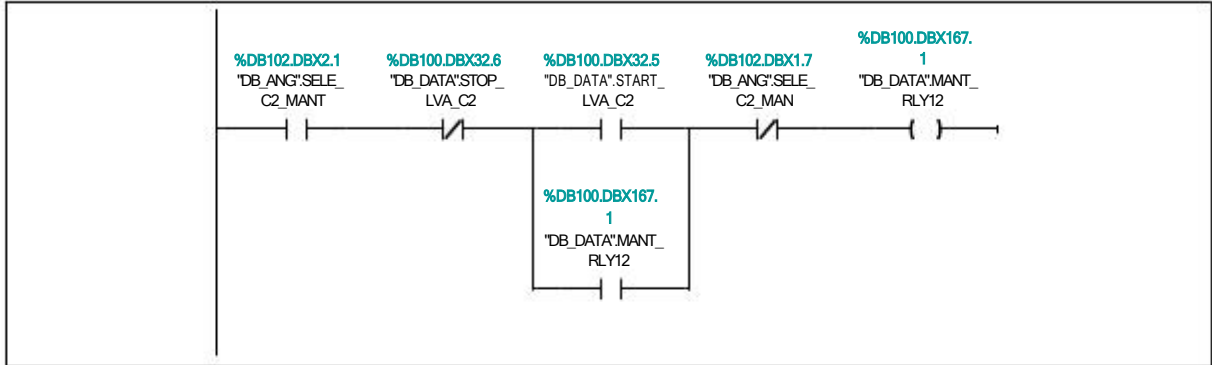 %DB102.DBX2.1
"DB_ANG".SELE_
C2_MANT
%DB100.DBX32.6
"DB_DATA".STOP_
LVA_C2
%DB100.DBX32.5
"DB_DATA".START_
LVA_C2
%DB102.DBX1.7
"DB_ANG".SELE_
C2_MAN
%DB100.DBX167.
1
"DB_DATA".MANT_
RLY12
%DB100.DBX167.
1
"DB_DATA".MANT_
RLY12